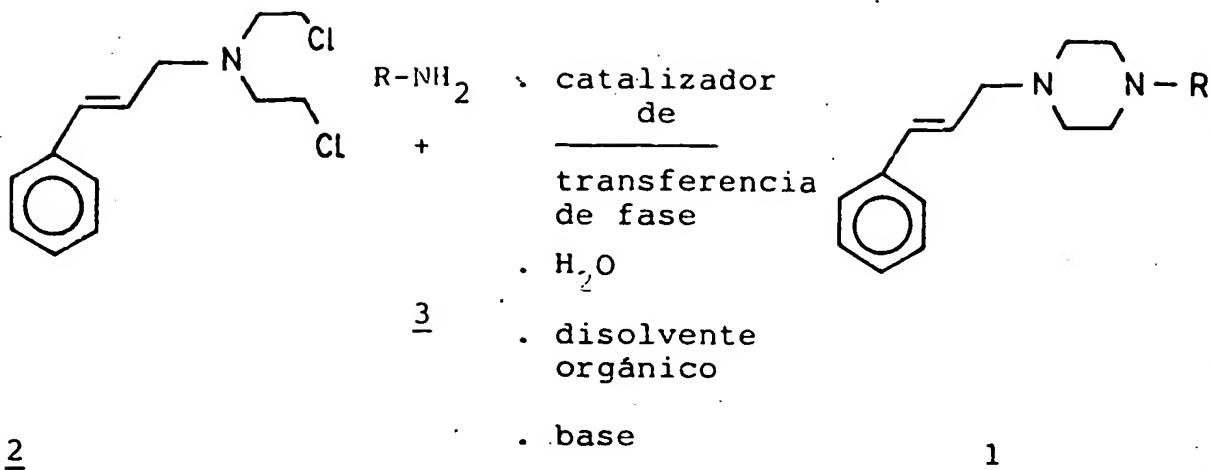 N
Cl
Cl
R-NH2
+
3
2
catalizador
de
transferencia
de fase
. H2O
. disolvente
orgánico
. base
N
N-R
1